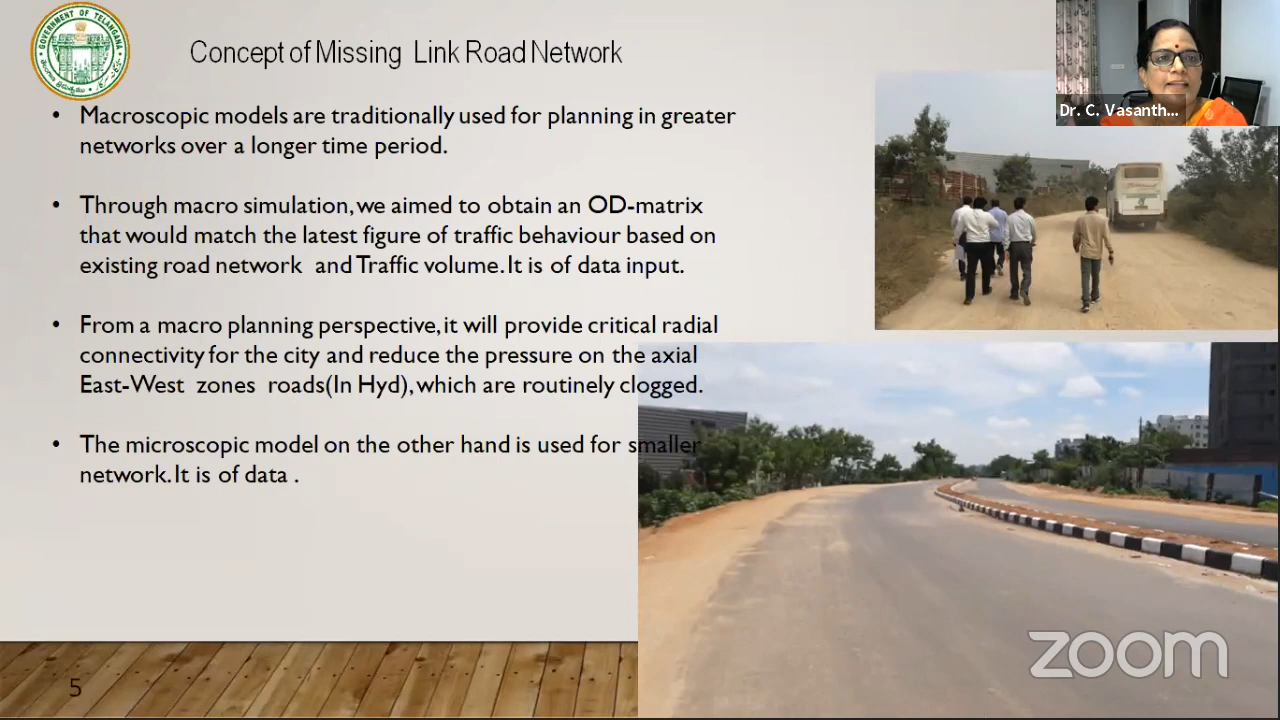 GOVERNMENT OF TELANGANA
Concept of Missing Link Road Network
Dr. C. Vasanth...
• Macroscopic models are traditionally used for planning in greater
networks over a longer time period.
• Through macro simulation, we aimed to obtain an OD-matrix
that would match the latest figure of traffic behaviour based on
existing road network and Traffic volume. It is of data input.
• From a macro planning perspective, it will provide critical radial
connectivity for the city and reduce the pressure on the axial
East-West zones roads(In Hyd), which are routinely clogged.
• The microscopic model on the other hand is used for smaller
network. It is of data .
zoom
5